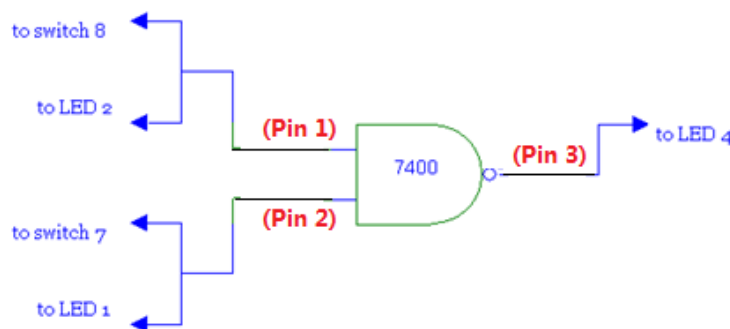 to switch 8
to LED 2
(Pin 1)
7400
(Pin 3)
to LED 4
(Pin 2)
to switch 7
to LED 1